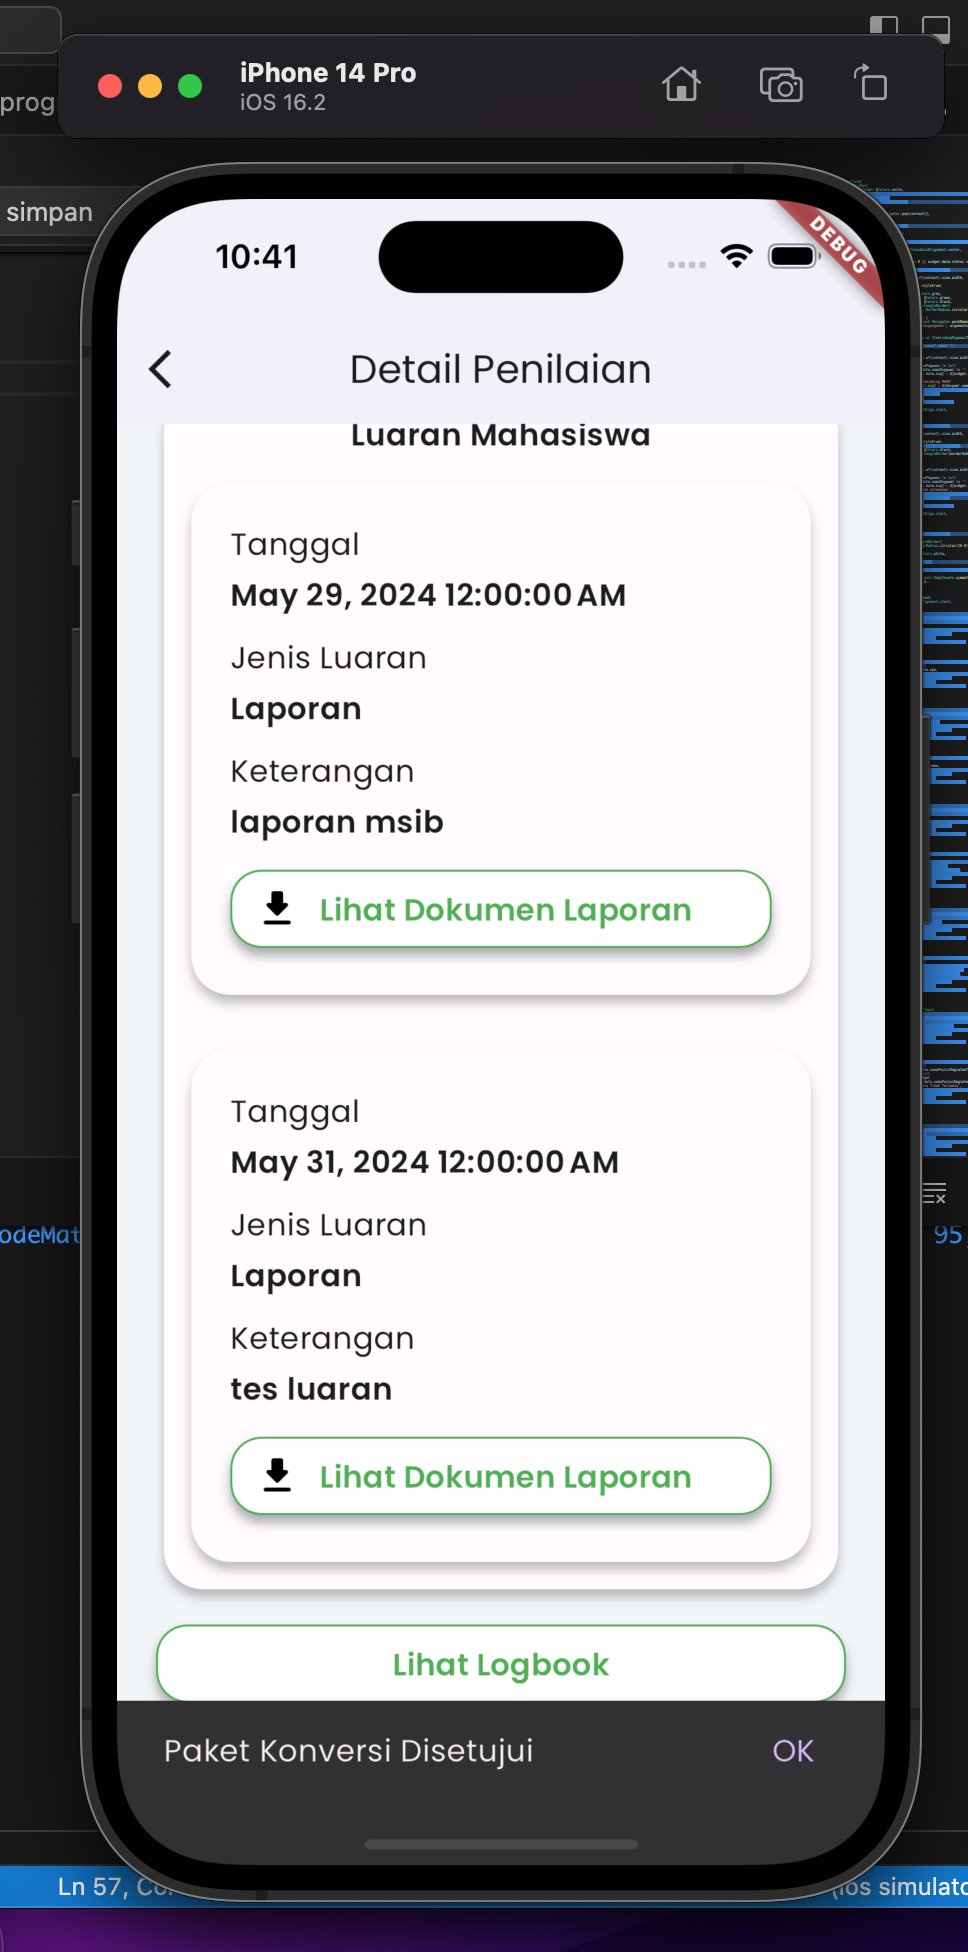 iPhone 14 Pro
iOS 16.2
prog
simpan
10:41
DEBUG
Detail Penilaian
Luaran Mahasiswa
Tanggal
May 29, 2024 12:00:00 AM
Jenis Luaran
Laporan
Keterangan
laporan msib
Lihat Dokumen Laporan
Tanggal
May 31, 2024 12:00:00 AM
Jenis Luaran
Laporan
Keterangan
tes luaran
Lihat Dokumen Laporan
odeMat
95
Lihat Logbook
Paket Konversi Disetujui
OK
Ln 57, Co
(ios simulato